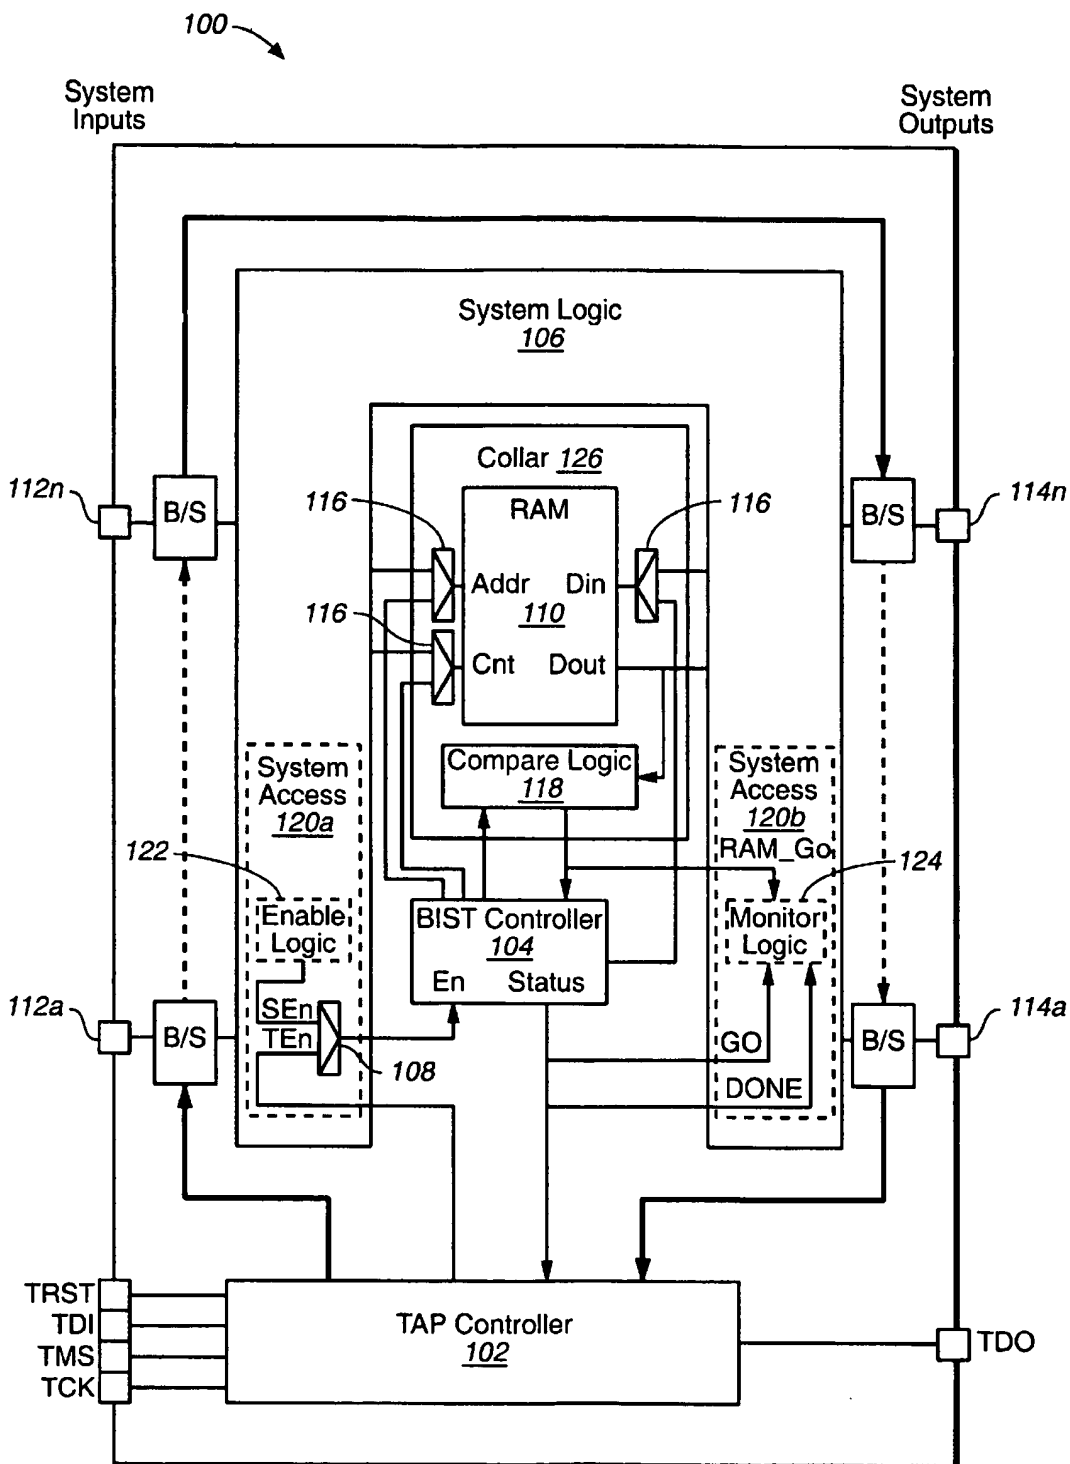 100
System
Inputs
System
Outputs
System Logic
106
Collar 126
112n
B/S
116
RAM
116
B/S
114n
Addr
Din
110
116
Cnt
Dout
System
Access
120a
Compare Logic
118
System
Access
120b
122
RAM_Go
124
Enable
Logic
BIST Controller
104
Monitor
Logic
En
Status
112a
B/S
SEn
TEn
108
GO
DONE
B/S
114a
TRST
TDI
TMS
TCK
TAP Controller
102
TDO